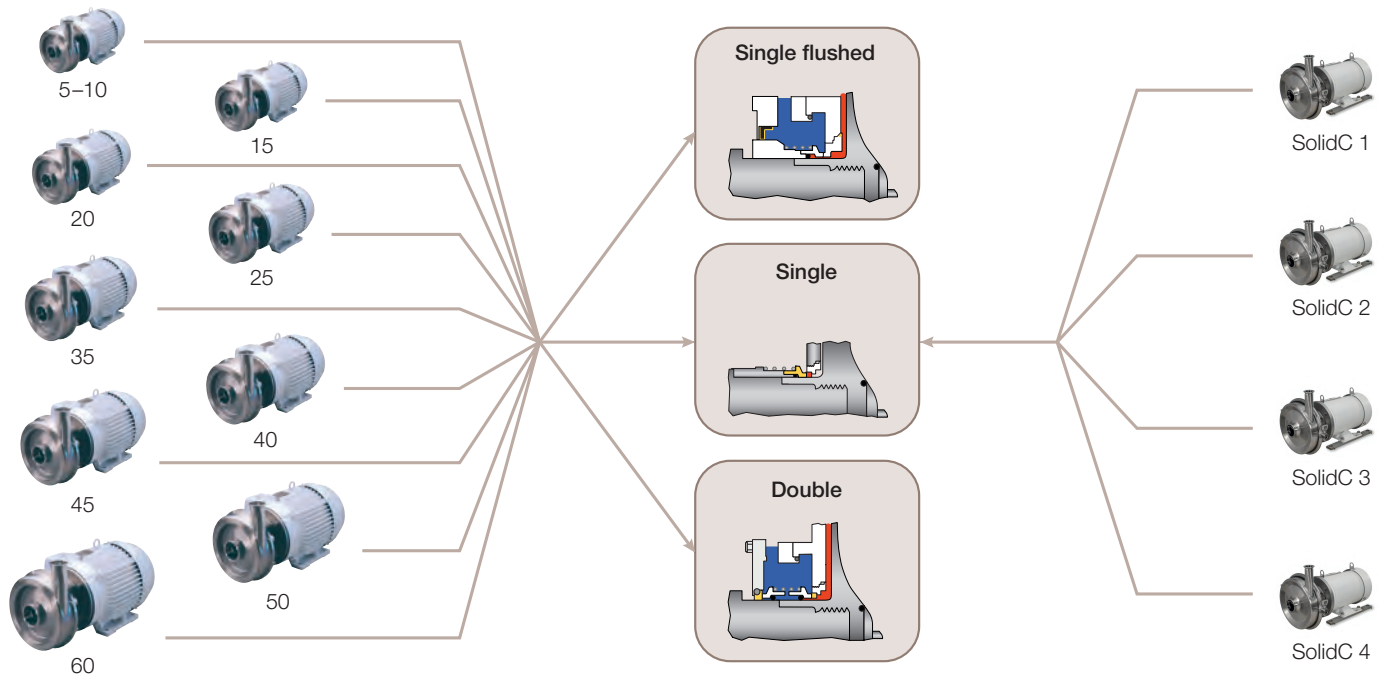 5–10
15
20
25
35
40
45
50
60
Single flushed
Single
Double
SolidC 1
SolidC 2
SolidC 3
SolidC 4